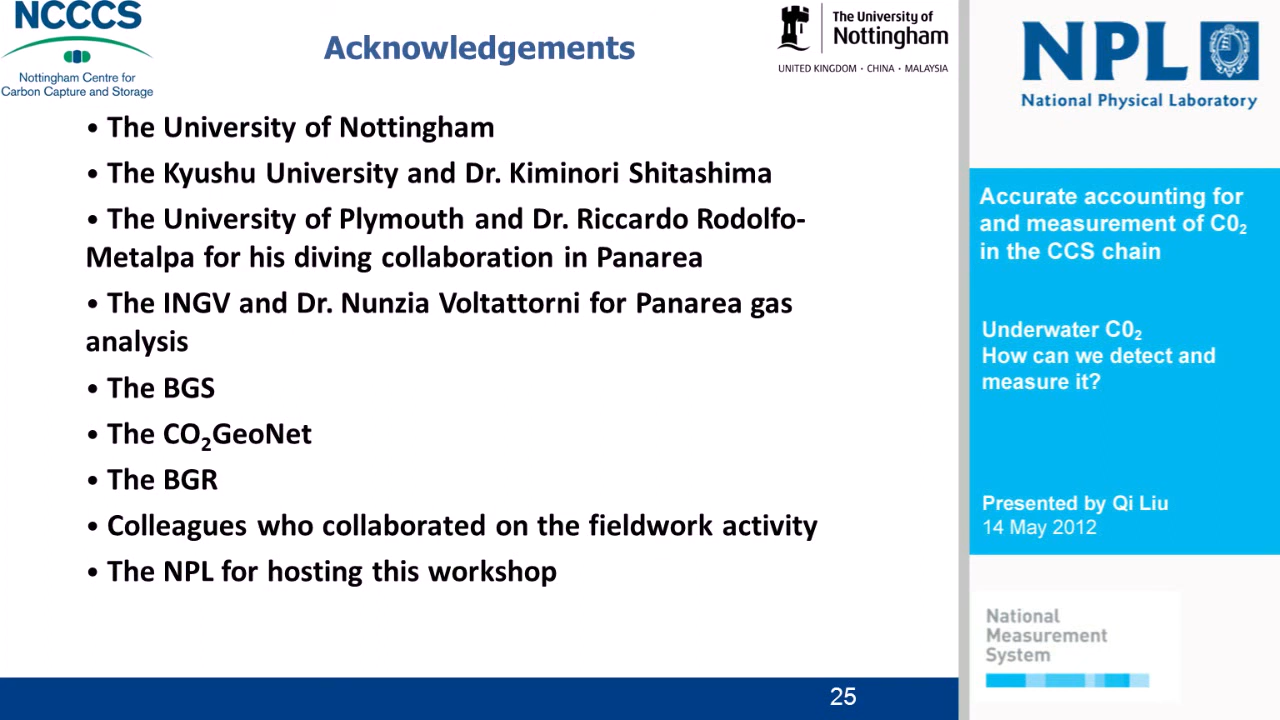 NCCCS
Nottingham Centre for
Carbon Capture and Storage
Acknowledgements
The University of
Nottingham
UNITED KINGDOM · CHINA · MALAYSIA
• The University of Nottingham
• The Kyushu University and Dr. Kiminori Shitashima
• The University of Plymouth and Dr. Riccardo Rodolfo-
Metalpa for his diving collaboration in Panarea
• The INGV and Dr. Nunzia Voltattorni for Panarea gas
analysis
• The BGS
• The CO₂GeoNet
• The BGR
• Colleagues who collaborated on the fieldwork activity
• The NPL for hosting this workshop
25
NPL
National Physical Laboratory
Accurate accounting for
and measurement of C0₂
in the CCS chain
Underwater C0₂
How can we detect and
measure it?
Presented by Qi Liu
14 May 2012
National
Measurement
System